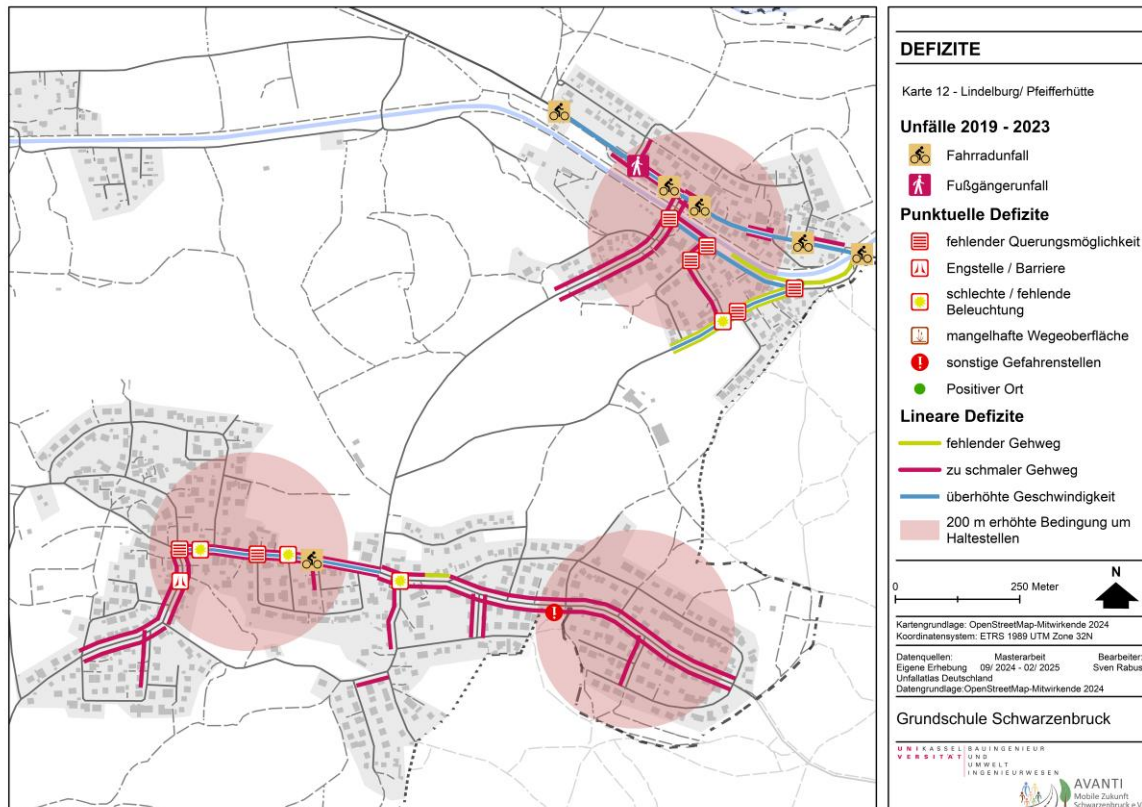 DEFIZITE
Karte 12 - Lindelburg/ Pfeifferhütte
Unfälle 2019 - 2023
Fahrradunfall
Fußgängerunfall
Punktuelle Defizite
fehlender Querungsmöglichkeit
Engstelle / Barriere
schlechte / fehlende
Beleuchtung
mangelhafte Wegeoberfläche
sonstige Gefahrenstellen
Positiver Ort
Lineare Defizite
fehlender Gehweg
zu schmaler Gehweg
überhöhte Geschwindigkeit
200 m erhöhte Bedingung um
Haltestellen
N
0 250 Meter
Kartengrundlage: OpenStreetMap-Mitwirkende 2024
Koordinatensystem: ETRS 1989 UTM Zone 32N
Datenquellen: Masterarbeit Bearbeiter:
Eigene Erhebung 09/ 2024 - 02/ 2025 Sven Rabus
Unfallatlas Deutschland
Datengrundlage:OpenStreetMap-Mitwirkende 2024
Grundschule Schwarzenbruck
UNIKASSEL BAUINGENIEUR
VERSITÄT UND
UMWELT
INGENIEURWESEN
AVANTI
Mobile Zukunft
Schwarzenbruck e.V.